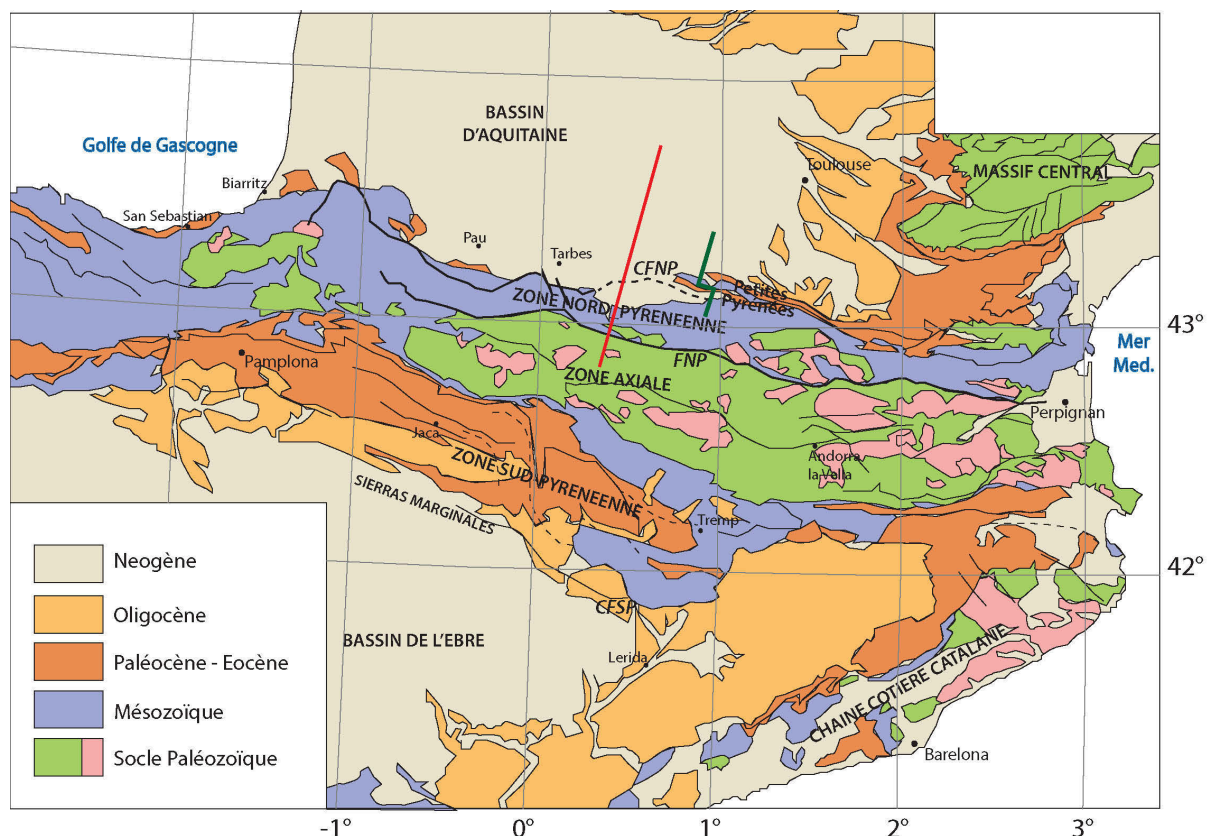 BASSIN
D'AQUITAINE
Golfe de Gascogne
Toulouse
MASSIF CENTRAL
Biarritz
San Sebastian
Pau
Tarbes
CFNP
Petites
Pyrénées
ZONE NORD-PYRENEENNE
43°
Mer
Med.
Pamplona
FNP
ZONE AXIALE
Perpignan
Jaca
Andorra
la Vella
ZONE SUD-PYRENEENNE
SIERRAS MARGINALES
Tremp
42°
Neogène
Oligocène
Paléocène - Eocène
Mésozoïque
Socle Paléozoïque
CFSP
BASSIN DE L'EBRE
Lerida
CHAINE COTIERE CATALANE
Barelona
-1°
0°
1°
2°
3°